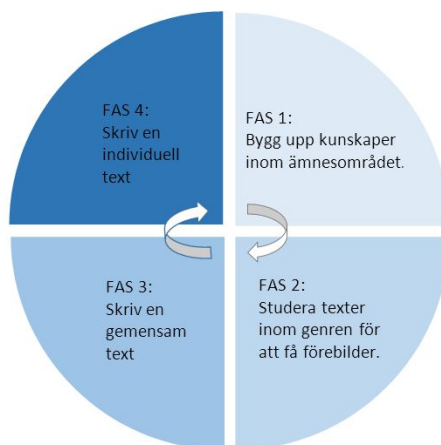 FAS 1:
Bygg upp kunskaper
inom ämnesområdet.
FAS 2:
Studera texter
inom genren för
att få förebilder.
FAS 3:
Skriv en
gemensam
text
FAS 4:
Skriv en
individuell
text